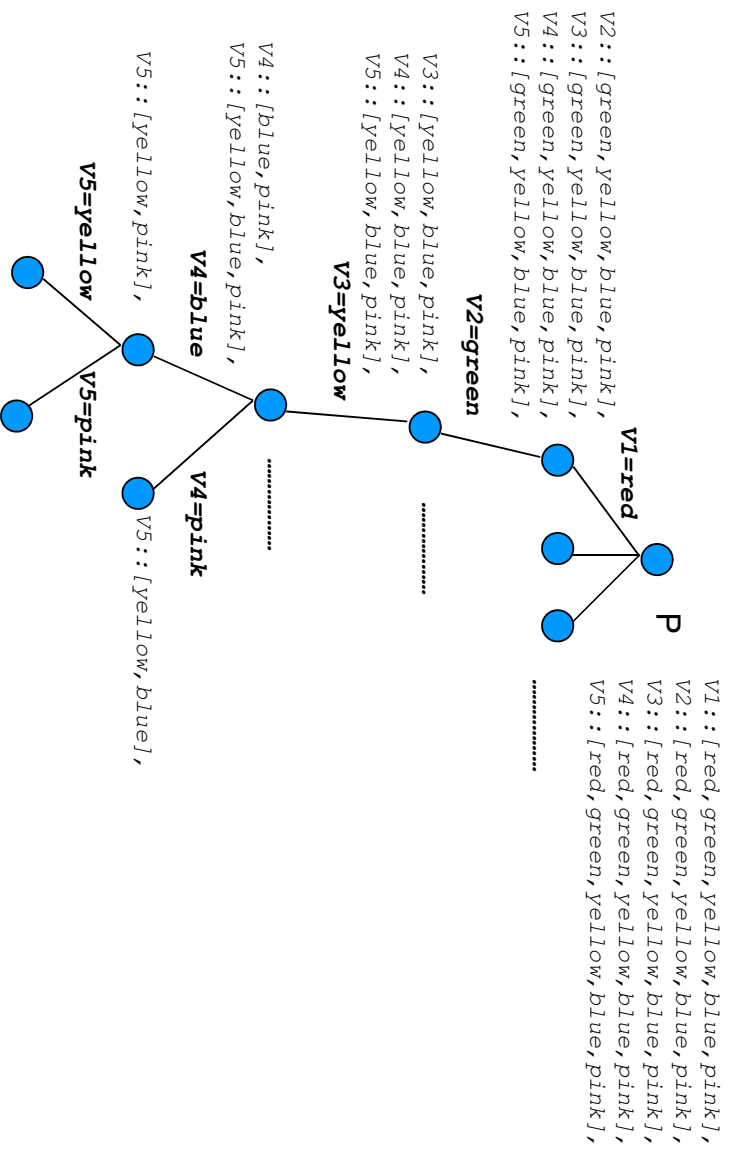 P
V1::[red,green,yellow,blue,pink],
V2::[red,green,yellow,blue,pink],
V3::[red,green,yellow,blue,pink],
V4::[red,green,yellow,blue,pink],
V5::[red,green,yellow,blue,pink],
V1=red
V2::[green,yellow,blue,pink],
V3::[green,yellow,blue,pink],
V4::[green,yellow,blue,pink],
V5::[green,yellow,blue,pink],
V2=green
V3::[yellow,blue,pink],
V4::[yellow,blue,pink],
V5::[yellow,blue,pink],
V3=yellow
V4::[blue,pink],
V5::[yellow,blue,pink],
V4=blue
V4=pink
V5::[yellow,pink],
V5::[yellow,blue],
V5=yellow
V5=pink